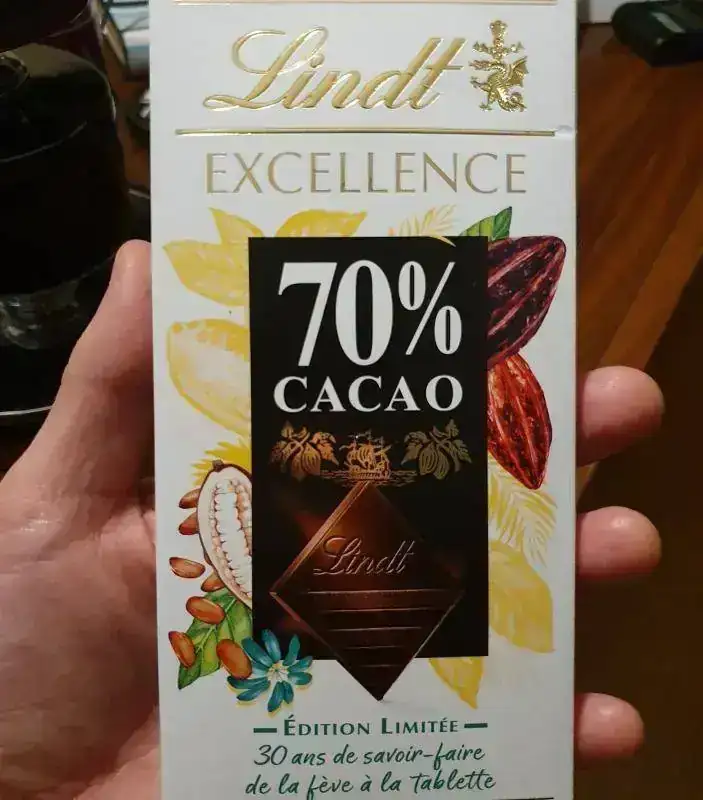 Lindt
EXCELLENCE
70%
CACAO
Lindt
ÉDITION LIMITÉE
30 ans de savoir-faire
de la fève à la tablette